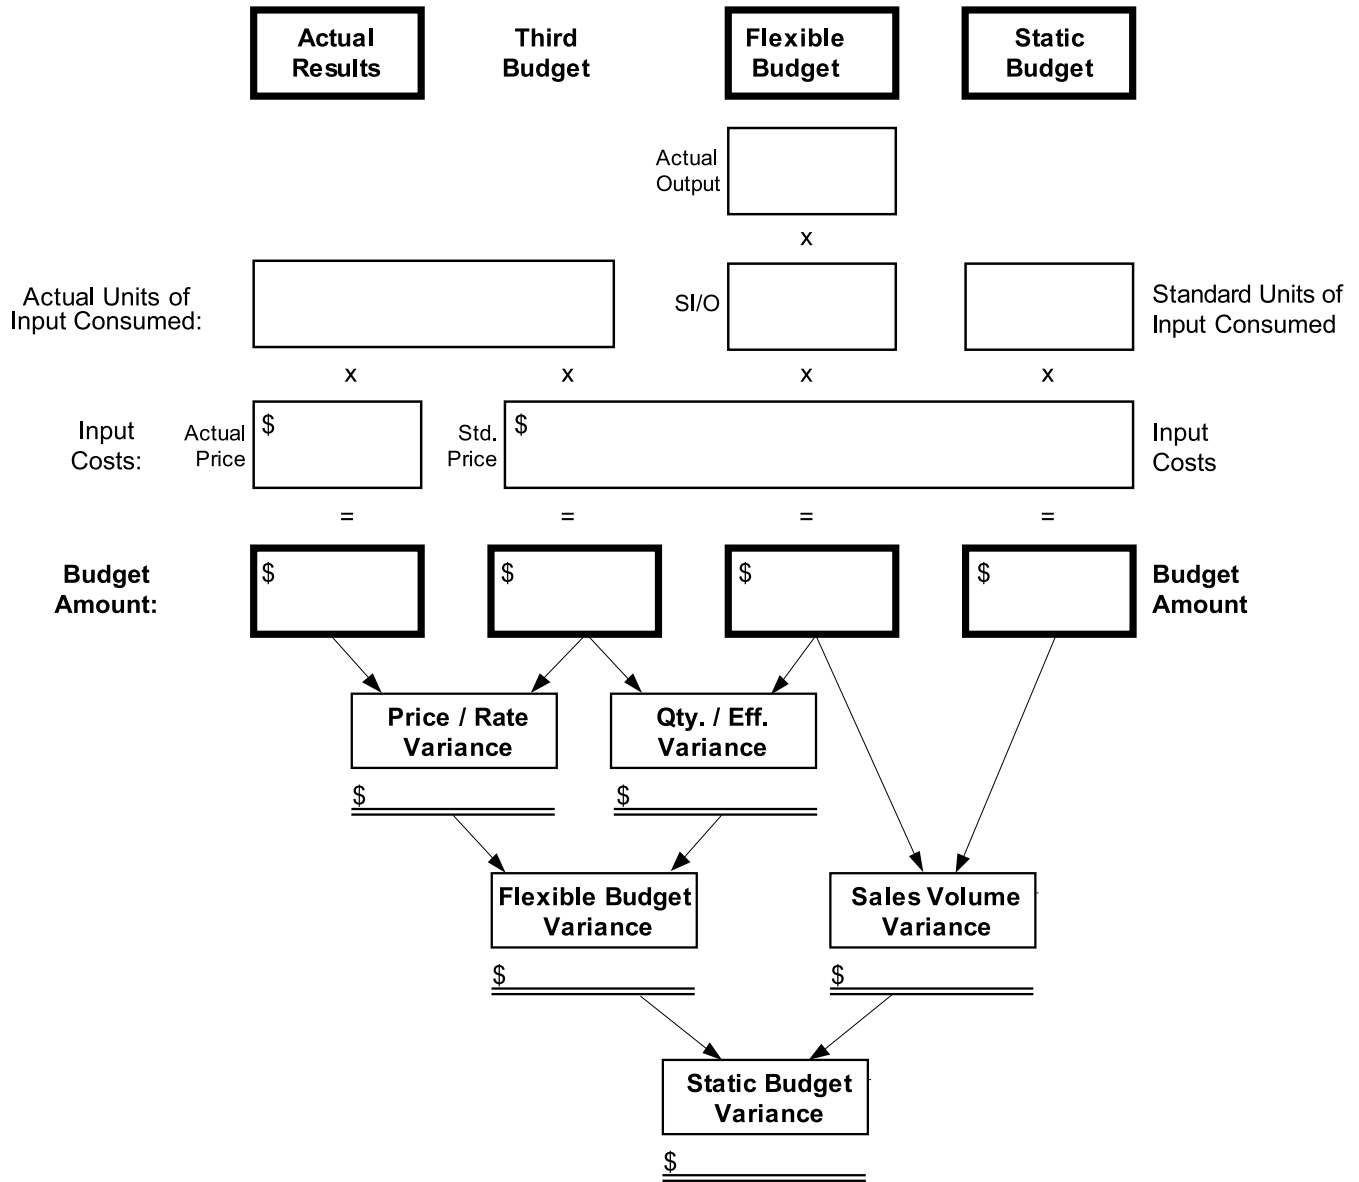 Actual
Results
Third
Budget
Flexible
Budget
Static
Budget
Actual
Output
x
Actual Units of
Input Consumed:
SI/O
Standard Units of
Input Consumed
x x x x
Input
Costs:
Actual
Price
$
Std.
Price
$
Input
Costs
= = = =
Budget
Amount:
$
$
$
$
Budget
Amount
Price / Rate
Variance
Qty. / Eff.
Variance
$
$
Flexible Budget
Variance
Sales Volume
Variance
$
$
Static Budget
Variance
$